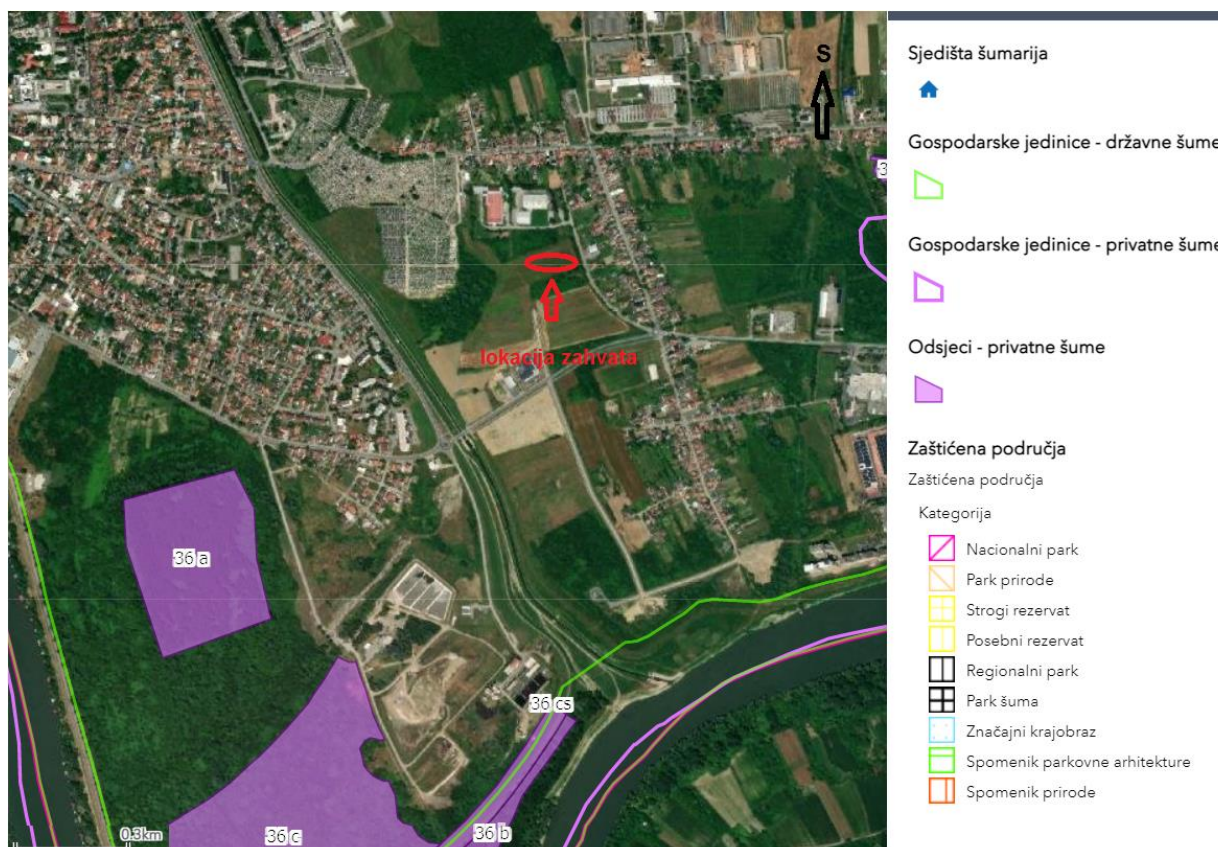 S
lokacija zahvata
36 a
36 cs
36 c
36 b
3
0.3km
Sjedišta šumarija
Gospodarske jedinice - državne šume
Gospodarske jedinice - privatne šume
Odsjeci - privatne šume
Zaštićena područja
Zaštićena područja
Kategorija
Nacionalni park
Park prirode
Strogi rezervat
Posebni rezervat
Regionalni park
Park šuma
Značajni krajobraz
Spomenik parkovne arhitekture
Spomenik prirode